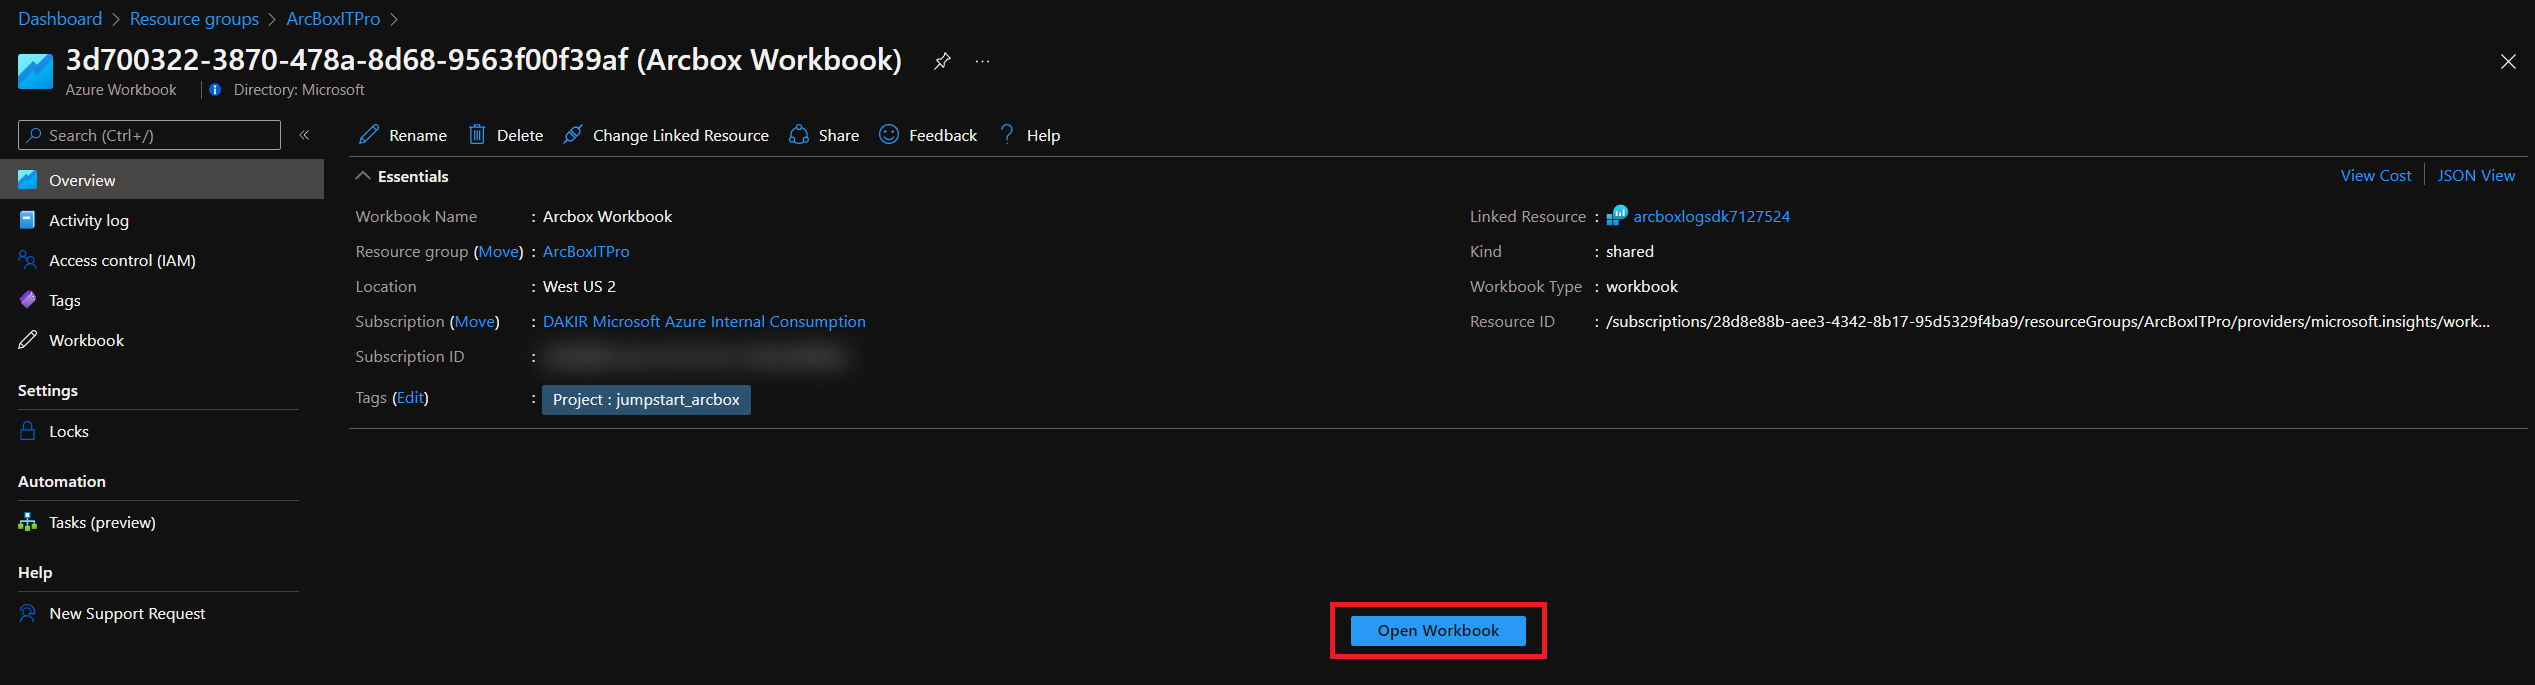 Dashboard > Resource groups > ArcBoxITPro >
3d700322-3870-478a-8d68-9563f00f39af (Arcbox Workbook) ...
Azure Workbook | Directory: Microsoft
Search (Ctrl+/) «
Overview
Activity log
Access control (IAM)
Tags
Workbook
Settings
Locks
Automation
Tasks (preview)
Help
New Support Request
Rename Delete Change Linked Resource Share Feedback Help
Essentials
View Cost | JSON View
Workbook Name : Arcbox Workbook
Resource group (Move) : ArcBoxITPro
Location : West US 2
Subscription (Move) : DAKIR Microsoft Azure Internal Consumption
Subscription ID :
Tags (Edit) : Project : jumpstart_arcbox
Linked Resource : arcboxlogsdk7127524
Kind : shared
Workbook Type : workbook
Resource ID : /subscriptions/28d8e88b-aee3-4342-8b17-95d5329f4ba9/resourceGroups/ArcBoxITPro/providers/microsoft.insights/work...
Open Workbook